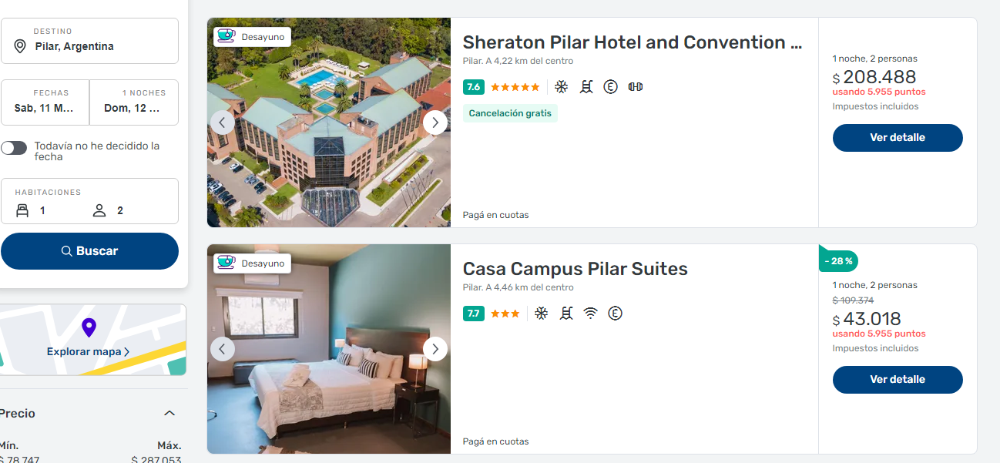 DESTINO
Pilar, Argentina
FECHAS
Sab, 11 M...
1 NOCHES
Dom, 12 ...
Todavía no he decidido la
fecha
HABITACIONES
1
2
Buscar
Explorar mapa
Precio
Mín.
Máx.
$ 78.747
$ 287.053
Desayuno
Sheraton Pilar Hotel and Convention ...
Pilar. A 4,22 km del centro
7.6
Cancelación gratis
Pagá en cuotas
1 noche, 2 personas
$ 208.488
usando 5.955 puntos
Impuestos incluidos
Ver detalle
Desayuno
Casa Campus Pilar Suites
Pilar. A 4,46 km del centro
7.7
Pagá en cuotas
- 28 %
1 noche, 2 personas
$ 109.374
$ 43.018
usando 5.955 puntos
Impuestos incluidos
Ver detalle